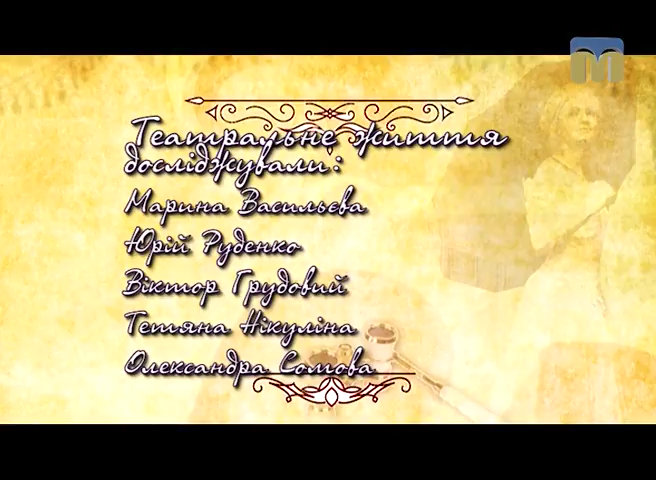 Театральне життя
досліджували:
Марина Васильєва
Юрій Руденко
Віктор Грудовий
Тетяна Нікуліна
Олександра Сомова